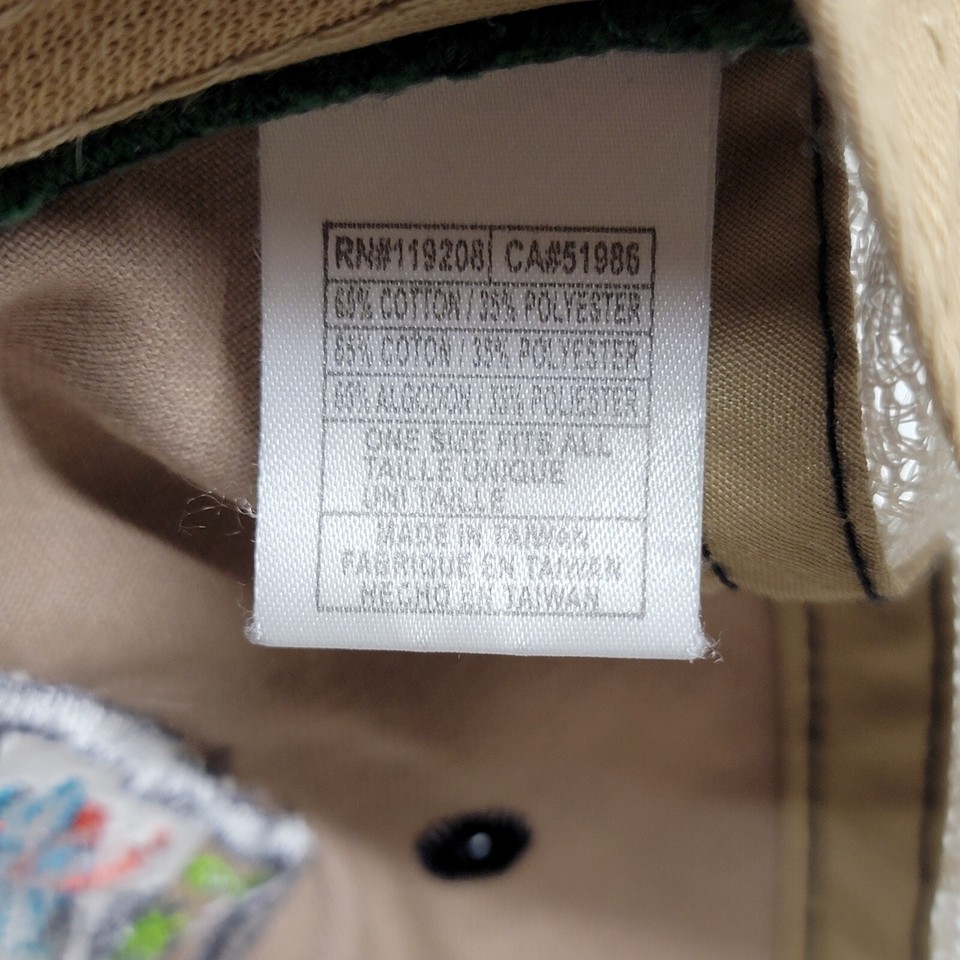 RN#119208 CA#51986
65% COTTON / 35% POLYESTER
65% COTON / 35% POLYESTER
65% ALGODON / 35% POLIESTER
ONE SIZE FITS ALL
TAILLE UNIQUE
UNI TAILLE
MADE IN TAIWAN
FABRIQUE EN TAIWAN
HECHO EN TAIWAN